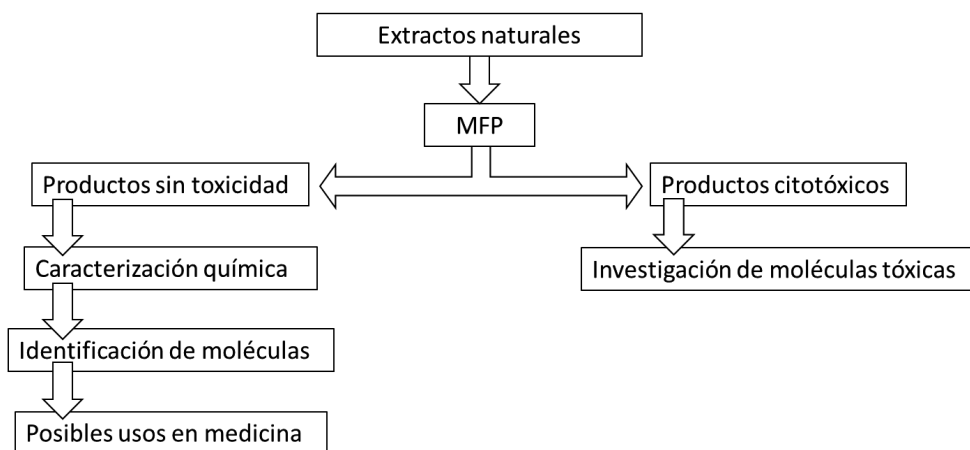 Extractos naturales
MFP
Productos sin toxicidad
Productos citotóxicos
Caracterización química
Investigación de moléculas tóxicas
Identificación de moléculas
Posibles usos en medicina